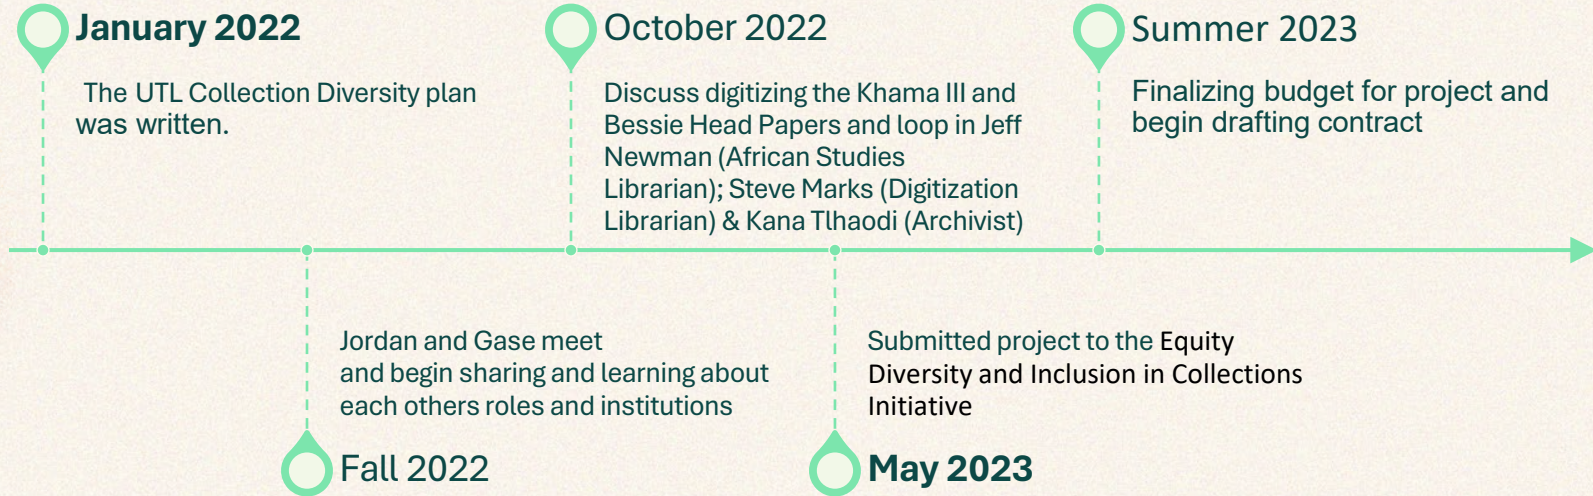 January 2022
The UTL Collection Diversity plan
was written.
October 2022
Discuss digitizing the Khama III and
Bessie Head Papers and loop in Jeff
Newman (African Studies
Librarian); Steve Marks (Digitization
Librarian) & Kana Tlhaodi (Archivist)
Summer 2023
Finalizing budget for project and
begin drafting contract
Jordan and Gase meet
and begin sharing and learning about
each others roles and institutions
Fall 2022
Submitted project to the Equity
Diversity and Inclusion in Collections
Initiative
May 2023